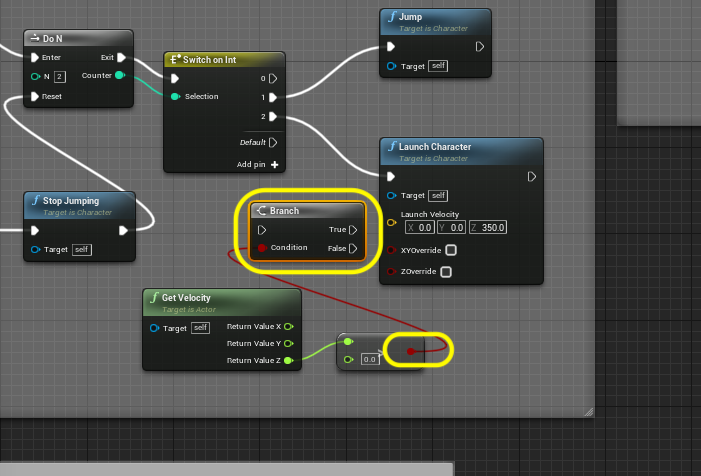 Do N
Enter
Exit
N 2
Counter
Reset
Switch on Int
0
Selection
1
2
Default
Add pin +
Jump
Target is Character
Target self
Launch Character
Target is Character
Target self
Launch Velocity
X 0.0 Y 0.0 Z 350.0
XYOverride
ZOverride
Stop Jumping
Target is Character
Target self
Branch
True
Condition
False
Get Velocity
Target is Actor
Target self
Return Value X
Return Value Y
Return Value Z
0.0
>